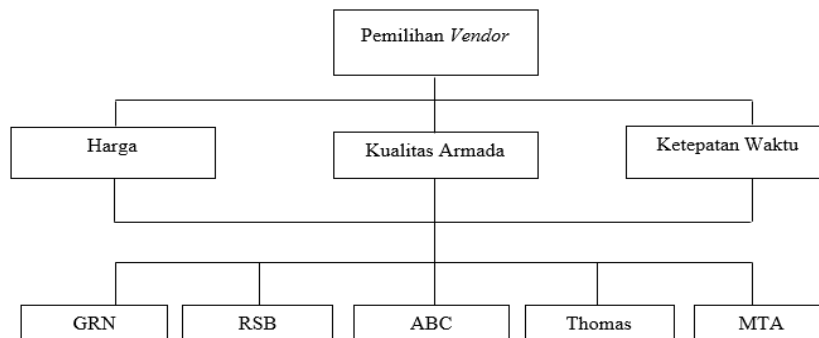 Pemilihan Vendor
Harga
Kualitas Armada
Ketepatan Waktu
GRN
RSB
ABC
Thomas
MTA